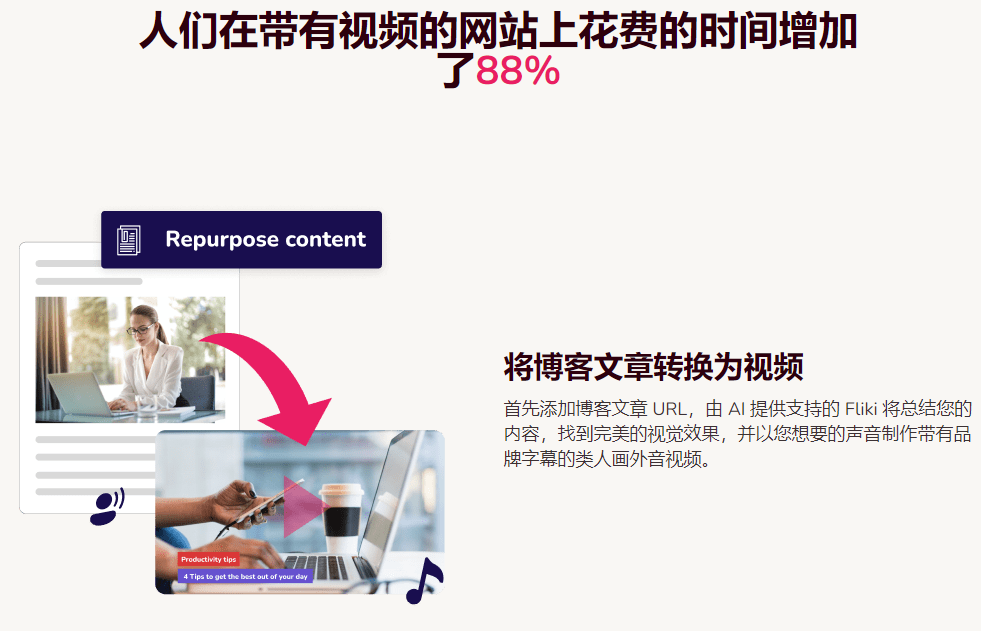 人们在带有视频的网站上花费的时间增加
了88%
Repurpose content
将博客文章转换为视频
首先添加博客文章 URL，由 AI 提供支持的 Fliki 将总结您的
内容，找到完美的视觉效果，并以您想要的声音制作带有品
牌字幕的类人画外音视频。
Productivity tips
4 Tips to get the best out of your day